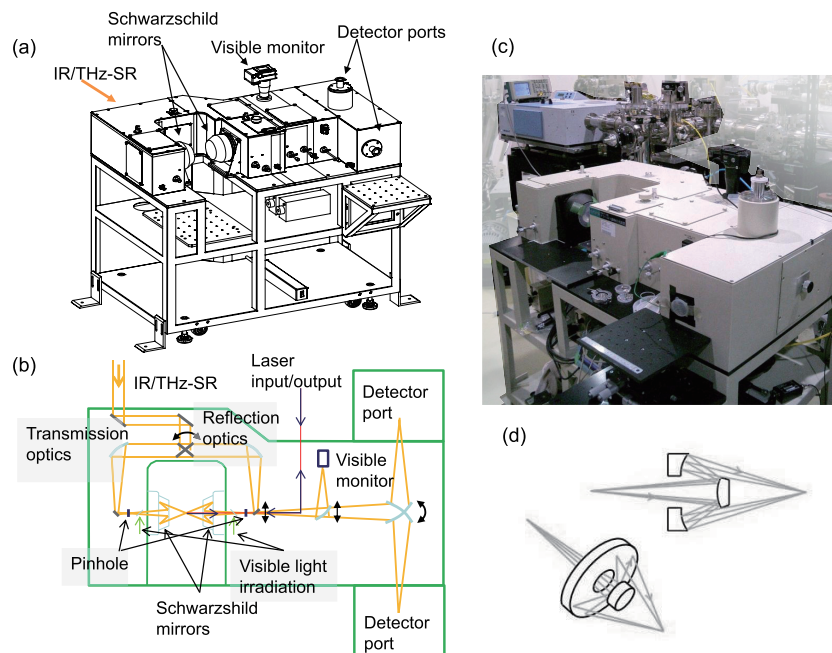 (a)
Schwarzschild
mirrors
Visible monitor
Detector ports
IR/THz-SR
(c)
(b)
IR/THz-SR
Laser
input/output
Detector
port
Transmission
optics
Reflection
optics
Visible
monitor
Pinhole
Schwarzshild
mirrors
Visible light
irradiation
Detector
port
(d)